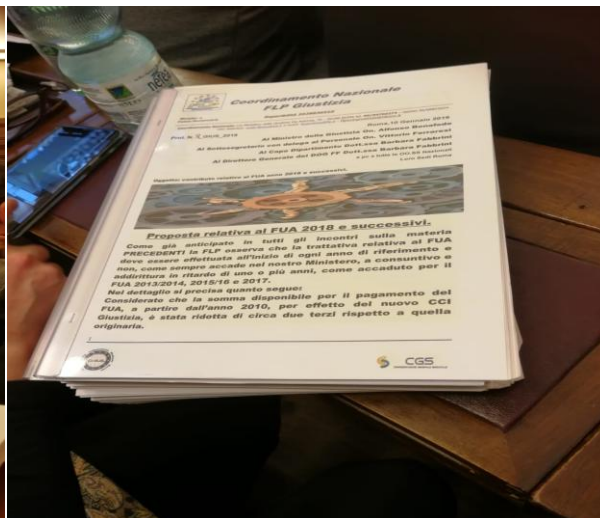 Coordinamento Nazionale
FLP Giustizia
Al Ministro della Giustizia On. Alfonso Bonafede
Al Sottosegretario con delega al Personale On. Vittorio Ferraresi
Al Capo Dipartimento Dott.ssa Barbara Fabbrini
Al Direttore Generale del DOG FF Dott.ssa Barbara Fabbrini
Loro Sedi Roma
Proposta relativa al FUA 2018 e successivi.
Come già anticipato in tutti gli incontri sulla materia
PRECEDENTI la FLP osserva che la trattativa relativa al FUA
deve essere effettuata all'inizio di ogni anno di riferimento e
non, come sempre accade nel nostro Ministero, a consuntivo e
addirittura in ritardo di uno o più anni, come accaduto per il
FUA 2013/2014, 2015/16 e 2017.
Nel dettaglio si precisa quanto segue:
Considerato che la somma disponibile per il pagamento del
FUA, a partire dall'anno 2018, per effetto del nuovo CCI
Giustizia, è stata ridotta di circa due terzi rispetto a quella
originaria.
CGS